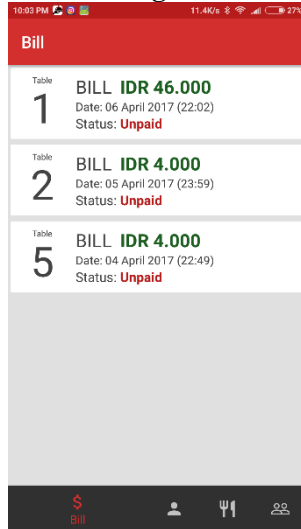 10:03 PM 11.4K/s 27%
Bill
Table
1
BILL IDR 46.000
Date: 06 April 2017 (22:02)
Status: Unpaid
Table
2
BILL IDR 4.000
Date: 05 April 2017 (23:59)
Status: Unpaid
Table
5
BILL IDR 4.000
Date: 04 April 2017 (22:49)
Status: Unpaid
$
Bill